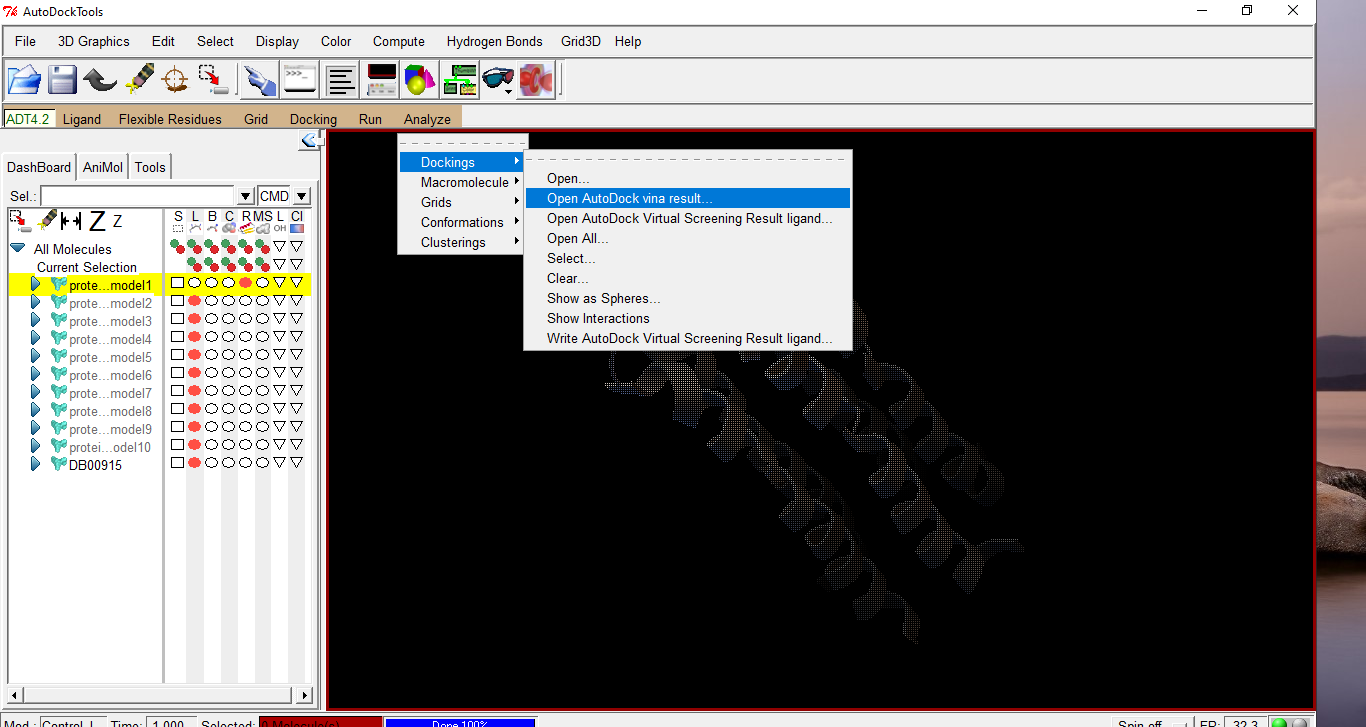 AutoDockTools
File 3D Graphics Edit Select Display Color Compute Hydrogen Bonds Grid3D Help
>>>
ADT4.2 Ligand Flexible Residues Grid Docking Run Analyze
DashBoard AniMol Tools
Sel.: CMD
Z Z S L B C R MS L Cl
OH
All Molecules
Current Selection
prote...model1
prote...model2
prote...model3
prote...model4
prote...model5
prote...model6
prote...model7
prote...model8
prote...model9
protei...odel10
DB00915
Dockings
Macromolecule
Grids
Conformations
Clusterings
Open...
Open AutoDock vina result...
Open AutoDock Virtual Screening Result ligand...
Open All...
Select...
Clear...
Show as Spheres...
Show Interactions
Write AutoDock Virtual Screening Result ligand...
Mod.: Control_L Time: 1.000 Selected: 0 Molecule(s) Done 100% Spin off FR: 32.3